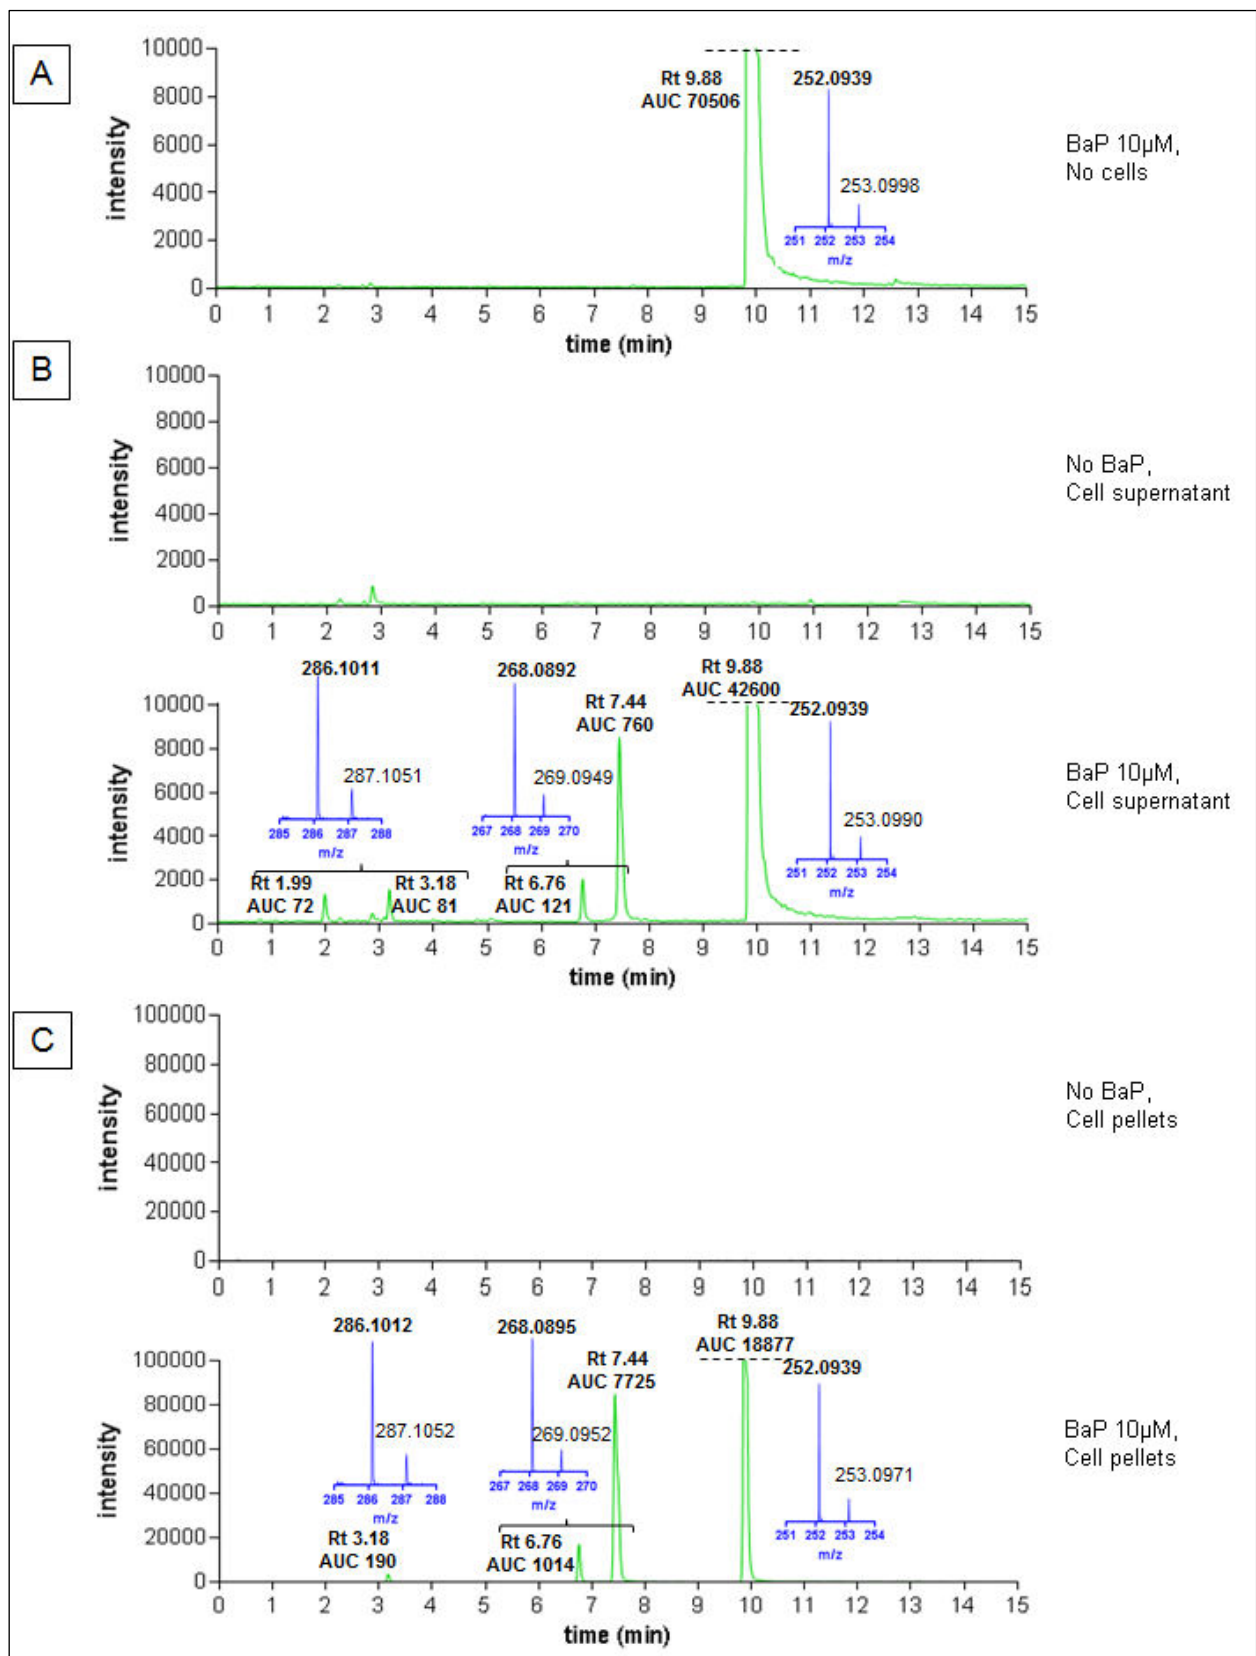 A
10000
8000
6000
4000
2000
0
intensity
Rt 9.88
AUC 70506
252.0939
253.0998
251 252 253 254
m/z
BaP 10µM,
No cells
0 1 2 3 4 5 6 7 8 9 10 11 12 13 14 15
time (min)
B
10000
8000
6000
4000
2000
0
intensity
No BaP,
Cell supernatant
0 1 2 3 4 5 6 7 8 9 10 11 12 13 14 15
10000
8000
6000
4000
2000
0
intensity
286.1011
287.1051
285 286 287 288
m/z
Rt 1.99
AUC 72
Rt 3.18
AUC 81
268.0892
269.0949
267 268 269 270
m/z
Rt 6.76
AUC 121
Rt 7.44
AUC 760
Rt 9.88
AUC 42600
252.0939
253.0990
251 252 253 254
m/z
BaP 10µM,
Cell supernatant
0 1 2 3 4 5 6 7 8 9 10 11 12 13 14 15
time (min)
C
100000
80000
60000
40000
20000
0
intensity
No BaP,
Cell pellets
0 1 2 3 4 5 6 7 8 9 10 11 12 13 14 15
100000
80000
60000
40000
20000
0
intensity
286.1012
287.1052
285 286 287 288
m/z
Rt 3.18
AUC 190
268.0895
269.0952
267 268 269 270
m/z
Rt 6.76
AUC 1014
Rt 7.44
AUC 7725
Rt 9.88
AUC 18877
252.0939
253.0971
251 252 253 254
m/z
BaP 10µM,
Cell pellets
0 1 2 3 4 5 6 7 8 9 10 11 12 13 14 15
time (min)